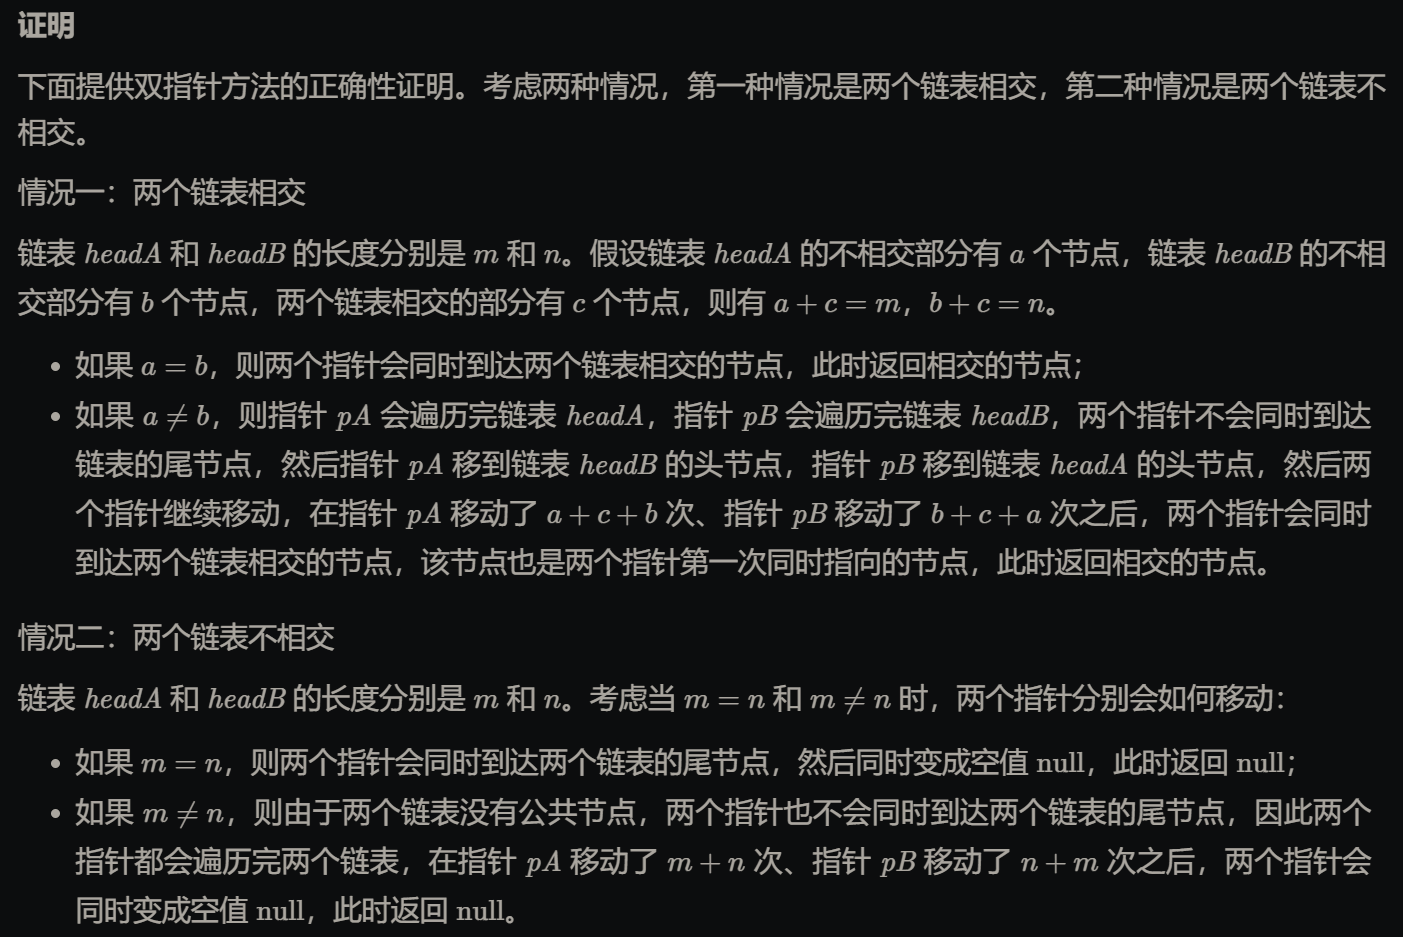 证明
下面提供双指针方法的正确性证明。考虑两种情况，第一种情况是两个链表相交，第二种情况是两个链表不
相交。
情况一：两个链表相交
链表 headA 和 headB 的长度分别是 m 和 n。假设链表 headA 的不相交部分有 a 个节点，链表 headB 的不相
交部分有 b 个节点，两个链表相交的部分有 c 个节点，则有 a + c = m，b + c = n。
• 如果 a = b，则两个指针会同时到达两个链表相交的节点，此时返回相交的节点；
• 如果 a ≠ b，则指针 pA 会遍历完链表 headA，指针 pB 会遍历完链表 headB，两个指针不会同时到达
链表的尾节点，然后指针 pA 移到链表 headB 的头节点，指针 pB 移到链表 headA 的头节点，然后两
个指针继续移动，在指针 pA 移动了 a + c + b 次、指针 pB 移动了 b + c + a 次之后，两个指针会同时
到达两个链表相交的节点，该节点也是两个指针第一次同时指向的节点，此时返回相交的节点。
情况二：两个链表不相交
链表 headA 和 headB 的长度分别是 m 和 n。考虑当 m = n 和 m ≠ n 时，两个指针分别会如何移动：
• 如果 m = n，则两个指针会同时到达两个链表的尾节点，然后同时变成空值 null，此时返回 null；
• 如果 m ≠ n，则由于两个链表没有公共节点，两个指针也不会同时到达两个链表的尾节点，因此两个
指针都会遍历完两个链表，在指针 pA 移动了 m + n 次、指针 pB 移动了 n + m 次之后，两个指针会
同时变成空值 null，此时返回 null。